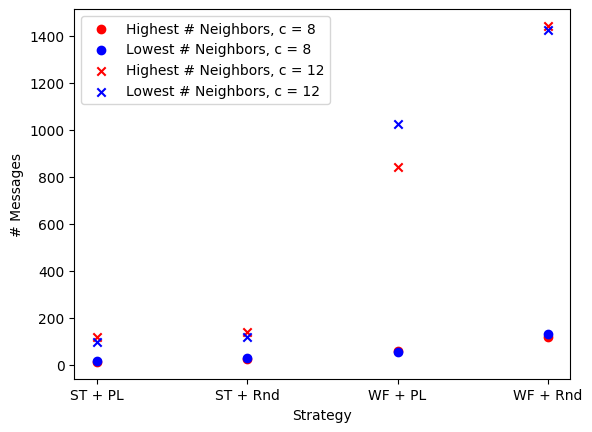 Highest # Neighbors, c = 8
Lowest # Neighbors, c = 8
Highest # Neighbors, c = 12
Lowest # Neighbors, c = 12
1400
1200
1000
800
600
400
200
0
# Messages
ST + PL
ST + Rnd
WF + PL
WF + Rnd
Strategy